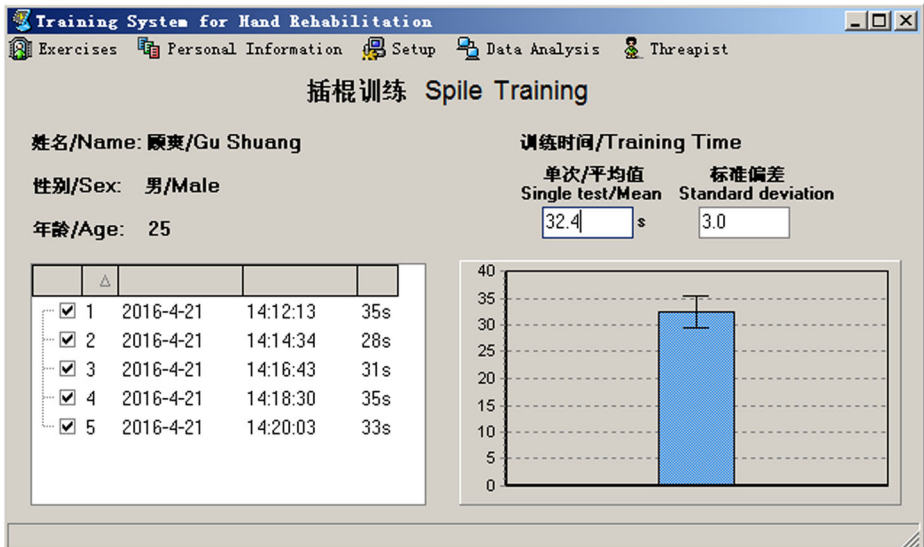 Training System for Hand Rehabilitation
Exercises Personal Information Setup Data Analysis Threapist
插棍训练 Spile Training
姓名/Name: 顾爽/Gu Shuang
性别/Sex: 男/Male
年龄/Age: 25
训练时间/Training Time
单次/平均值 标准偏差
Single test/Mean Standard deviation
32.4 s 3.0
1 2016-4-21 14:12:13 35s
2 2016-4-21 14:14:34 28s
3 2016-4-21 14:16:43 31s
4 2016-4-21 14:18:30 35s
5 2016-4-21 14:20:03 33s
40
35
30
25
20
15
10
5
0